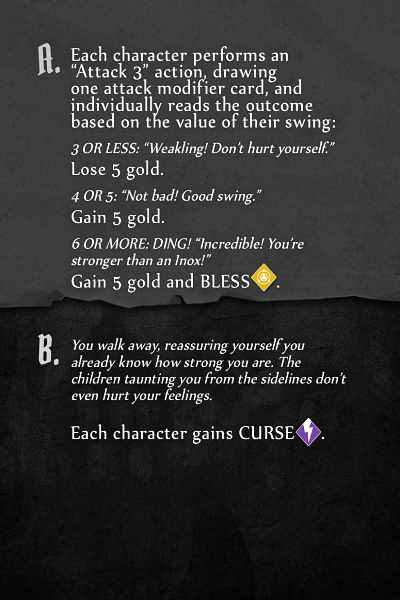 A.
Each character performs an
“Attack 3” action, drawing
one attack modifier card, and
individually reads the outcome
based on the value of their swing:
3 OR LESS: “Weakling! Don’t hurt yourself.”
Lose 5 gold.
4 OR 5: “Not bad! Good swing.”
Gain 5 gold.
6 OR MORE: DING! “Incredible! You’re
stronger than an Inox!”
Gain 5 gold and BLESS.
B.
You walk away, reassuring yourself you
already know how strong you are. The
children taunting you from the sidelines don’t
even hurt your feelings.
Each character gains CURSE.